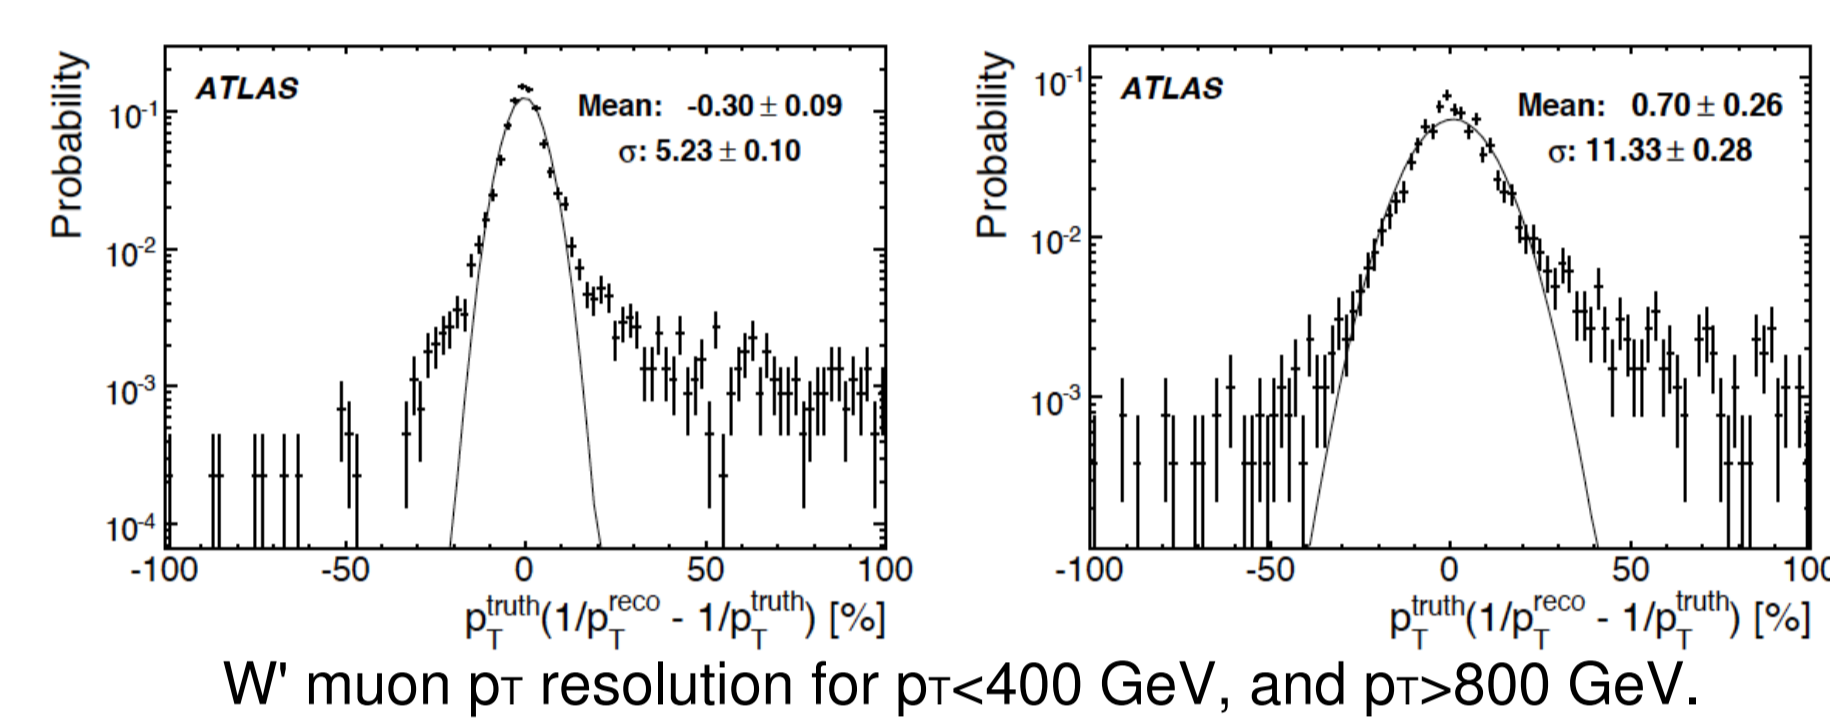 Probability
ATLAS
Mean: -0.30 ± 0.09
σ: 5.23 ± 0.10
10⁻¹
10⁻²
10⁻³
10⁻⁴
-100 -50 0 50 100
p_T^truth(1/p_T^reco - 1/p_T^truth) [%]
Probability
ATLAS
Mean: 0.70 ± 0.26
σ: 11.33 ± 0.28
10⁻¹
10⁻²
10⁻³
-100 -50 0 50 100
p_T^truth(1/p_T^reco - 1/p_T^truth) [%]
W' muon pT resolution for pT<400 GeV, and pT>800 GeV.